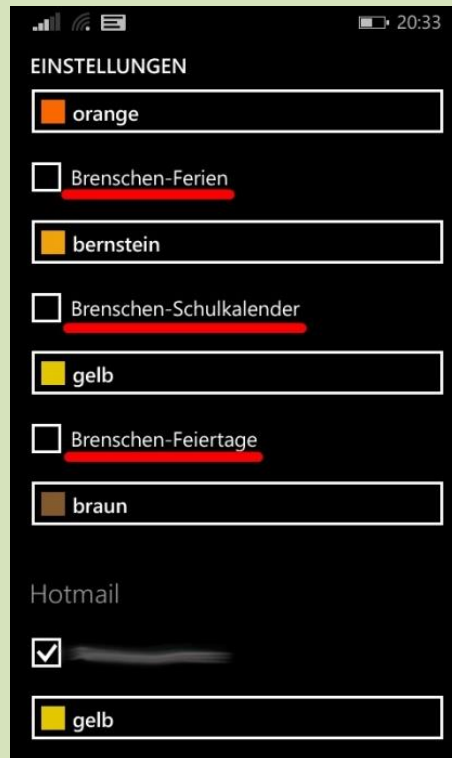 20:33
EINSTELLUNGEN
orange
Brenschen-Ferien
bernstein
Brenschen-Schulkalender
gelb
Brenschen-Feiertage
braun
Hotmail
gelb